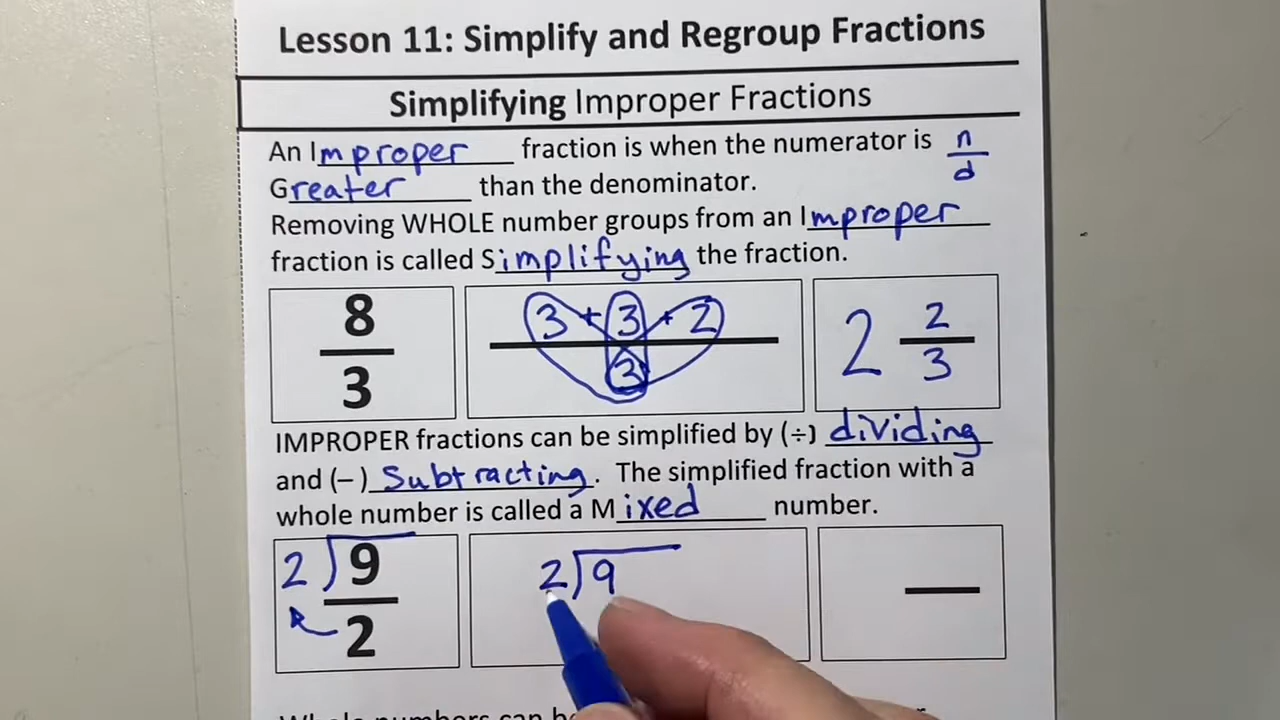 Lesson 11: Simplify and Regroup Fractions
Simplifying Improper Fractions
An Improper fraction is when the numerator is n/d
Greater than the denominator.
Removing WHOLE number groups from an Improper
fraction is called Simplifying the fraction.
8 3 + 3 + 2 2 2
3 3 3
IMPROPER fractions can be simplified by (÷) dividing
and (–) Subtracting. The simplified fraction with a
whole number is called a Mixed number.
2 9 2 9
2